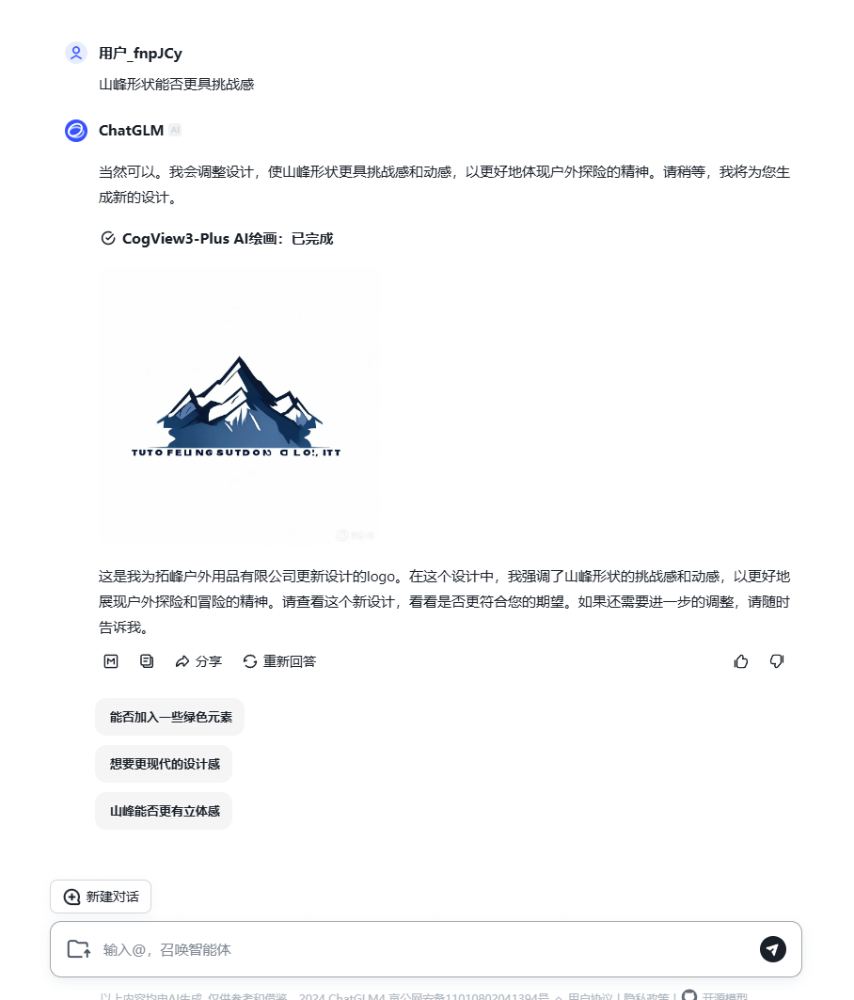 用户_fnpJCy
山峰形状能否更具挑战感
ChatGLM AI
当然可以。我会调整设计，使山峰形状更具挑战感和动感，以更好地体现户外探险的精神。请稍等，我将为您生
成新的设计。
CogView3-Plus AI绘画：已完成
TUTO FELING SUTDON CLO:, ITT
这是我为拓峰户外用品有限公司更新设计的logo。在这个设计中，我强调了山峰形状的挑战感和动感，以更好地
展现户外探险和冒险的精神。请查看这个新设计，看看是否更符合您的期望。如果还需要进一步的调整，请随时
告诉我。
分享 重新回答
能否加入一些绿色元素
想要更现代的设计感
山峰能否更有立体感
新建对话
输入@，召唤智能体
以上内容均由AI生成, 仅供参考和借鉴 2024 ChatGLM4 京公网安备11010802041394号 用户协议 | 隐私政策 | 开源模型